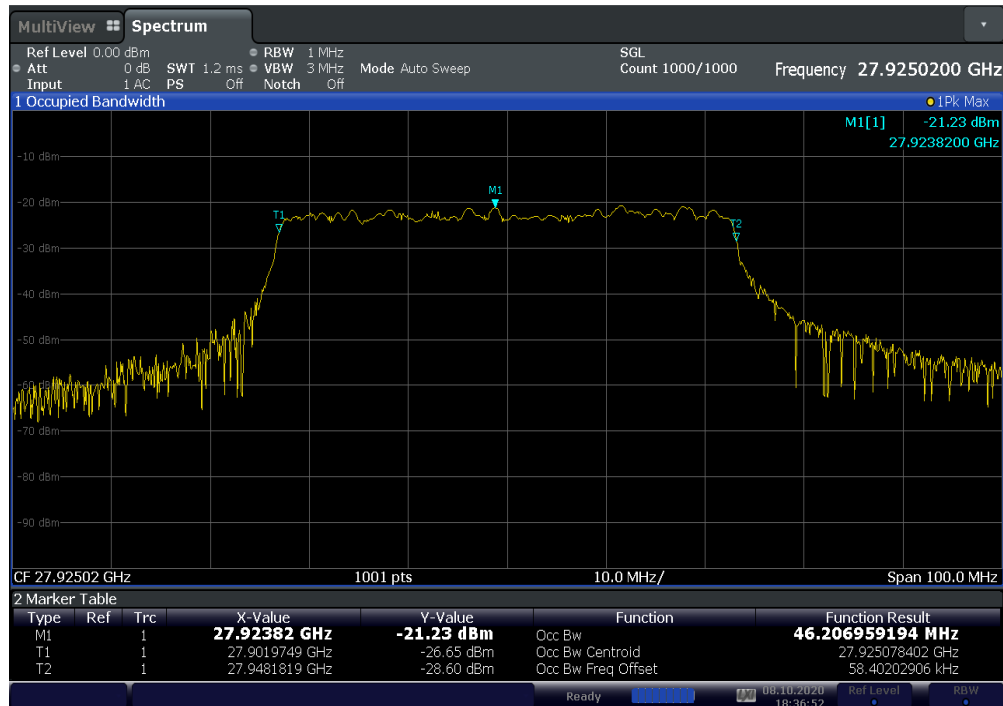 MultiView Spectrum
Ref Level 0.00 dBm RBW 1 MHz SGL
Att 0 dB SWT 1.2 ms VBW 3 MHz Mode Auto Sweep Count 1000/1000 Frequency 27.9250200 GHz
Input 1 AC PS Off Notch Off
1 Occupied Bandwidth 1Pk Max
M1[1] -21.23 dBm
27.9238200 GHz
-10 dBm
M1
-20 dBm
T1
T2
-30 dBm
-40 dBm
-50 dBm
-60 dBm
-70 dBm
-80 dBm
-90 dBm
CF 27.92502 GHz 1001 pts 10.0 MHz/ Span 100.0 MHz
2 Marker Table
Type Ref Trc X-Value Y-Value Function Function Result
M1 1 27.92382 GHz -21.23 dBm Occ Bw 46.206959194 MHz
T1 1 27.9019749 GHz -26.65 dBm Occ Bw Centroid 27.925078402 GHz
T2 1 27.9481819 GHz -28.60 dBm Occ Bw Freq Offset 58.40202906 kHz
Ready 08.10.2020 Ref Level RBW
18:36:52